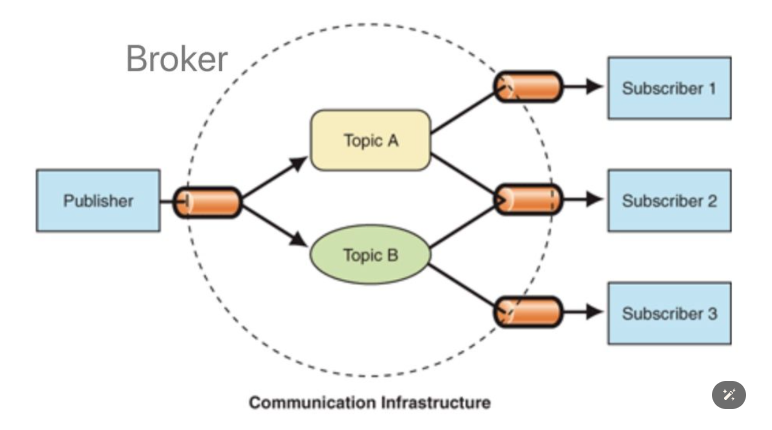 Broker
Subscriber 1
Topic A
Publisher
Subscriber 2
Topic B
Subscriber 3
Communication Infrastructure